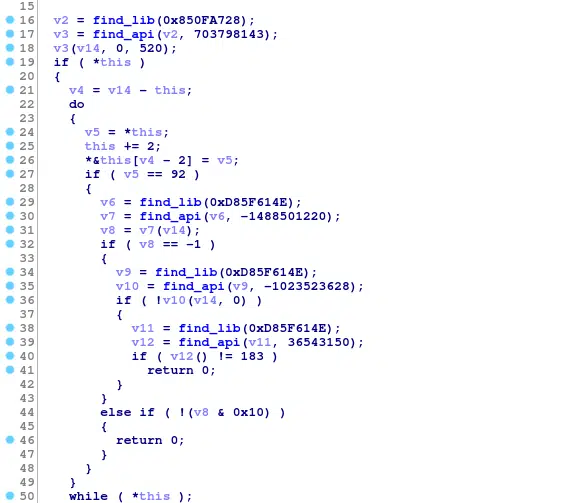 15
16 v2 = find_lib(0x850FA728);
17 v3 = find_api(v2, 703798143);
18 v3(v14, 0, 520);
19 if ( *this )
20 {
21 v4 = v14 - this;
22 do
23 {
24 v5 = *this;
25 this += 2;
26 *&this[v4 - 2] = v5;
27 if ( v5 == 92 )
28 {
29 v6 = find_lib(0xD85F614E);
30 v7 = find_api(v6, -1488501220);
31 v8 = v7(v14);
32 if ( v8 == -1 )
33 {
34 v9 = find_lib(0xD85F614E);
35 v10 = find_api(v9, -1023523628);
36 if ( !v10(v14, 0) )
37 {
38 v11 = find_lib(0xD85F614E);
39 v12 = find_api(v11, 36543150);
40 if ( v12() != 183 )
41 return 0;
42 }
43 }
44 else if ( !(v8 & 0x10) )
45 {
46 return 0;
47 }
48 }
49 }
50 while ( *this );